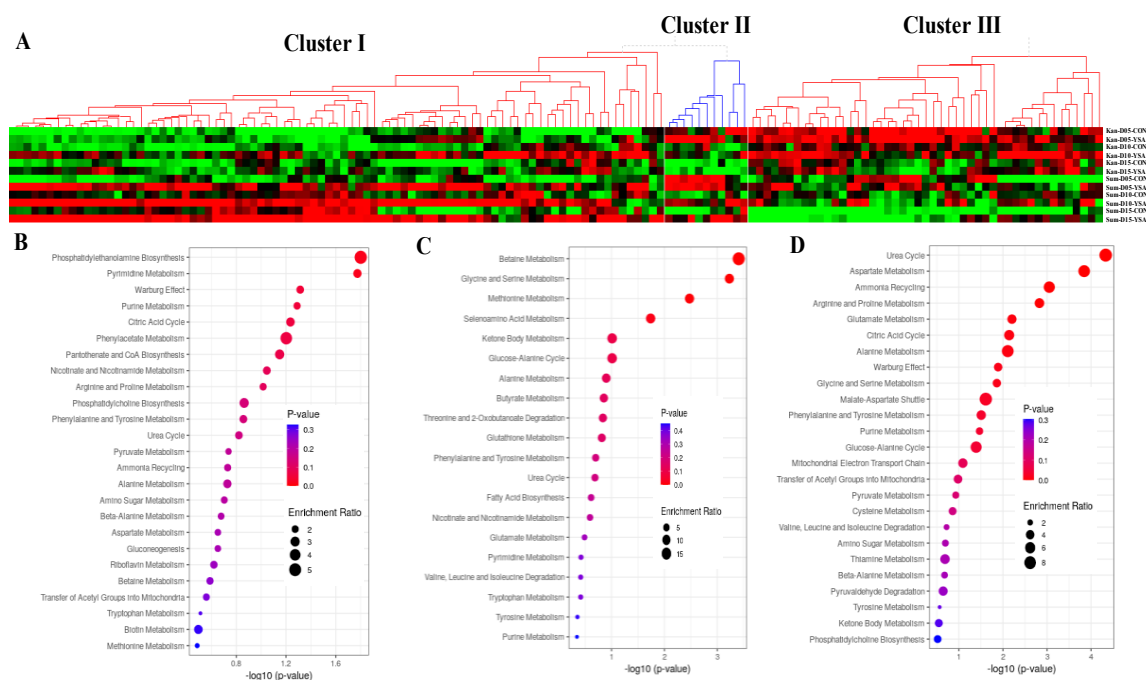 A
Cluster I
Cluster II
Cluster III
Kan-D05-CON
Kan-D05-YSA
Kan-D10-CON
Kan-D10-YSA
Kan-D15-CON
Kan-D15-YSA
Sum-D05-CON
Sum-D05-YSA
Sum-D10-CON
Sum-D10-YSA
Sum-D15-CON
Sum-D15-YSA
B
Phosphatidylethanolamine Biosynthesis
Pyrimidine Metabolism
Warburg Effect
Purine Metabolism
Citric Acid Cycle
Phenylacetate Metabolism
Pantothenate and CoA Biosynthesis
Nicotinate and Nicotinamide Metabolism
Arginine and Proline Metabolism
Phosphatidylcholine Biosynthesis
Phenylalanine and Tyrosine Metabolism
Urea Cycle
Pyruvate Metabolism
Ammonia Recycling
Alanine Metabolism
Amino Sugar Metabolism
Beta-Alanine Metabolism
Aspartate Metabolism
Gluconeogenesis
Riboflavin Metabolism
Betaine Metabolism
Transfer of Acetyl Groups into Mitochondria
Tryptophan Metabolism
Biotin Metabolism
Methionine Metabolism
P-value
0.3
0.2
0.1
0.0
Enrichment Ratio
2
3
4
5
0.8
1.2
1.6
-log10 (p-value)
C
Betaine Metabolism
Glycine and Serine Metabolism
Methionine Metabolism
Selenoamino Acid Metabolism
Ketone Body Metabolism
Glucose-Alanine Cycle
Alanine Metabolism
Butyrate Metabolism
Threonine and 2-Oxobutanoate Degradation
Glutathione Metabolism
Phenylalanine and Tyrosine Metabolism
Urea Cycle
Fatty Acid Biosynthesis
Nicotinate and Nicotinamide Metabolism
Glutamate Metabolism
Pyrimidine Metabolism
Valine, Leucine and Isoleucine Degradation
Tryptophan Metabolism
Tyrosine Metabolism
Purine Metabolism
P-value
0.4
0.3
0.2
0.1
0.0
Enrichment Ratio
5
10
15
1
2
3
-log10 (p-value)
D
Urea Cycle
Aspartate Metabolism
Ammonia Recycling
Arginine and Proline Metabolism
Glutamate Metabolism
Citric Acid Cycle
Alanine Metabolism
Warburg Effect
Glycine and Serine Metabolism
Malate-Aspartate Shuttle
Phenylalanine and Tyrosine Metabolism
Purine Metabolism
Glucose-Alanine Cycle
Mitochondrial Electron Transport Chain
Transfer of Acetyl Groups into Mitochondria
Pyruvate Metabolism
Cysteine Metabolism
Valine, Leucine and Isoleucine Degradation
Amino Sugar Metabolism
Thiamine Metabolism
Beta-Alanine Metabolism
Pyruvaldehyde Degradation
Tyrosine Metabolism
Ketone Body Metabolism
Phosphatidylcholine Biosynthesis
P-value
0.3
0.2
0.1
0.0
Enrichment Ratio
2
4
6
8
1
2
3
4
-log10 (p-value)